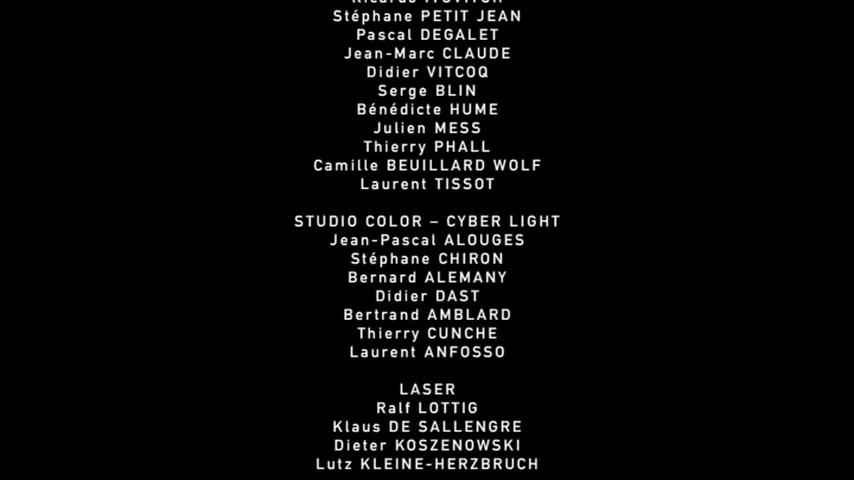 Stéphane PETIT JEAN
Pascal DEGALET
Jean-Marc CLAUDE
Didier VITCOQ
Serge BLIN
Bénédicte HUME
Julien MESS
Thierry PHALL
Camille BEUILLARD WOLF
Laurent TISSOT
STUDIO COLOR – CYBER LIGHT
Jean-Pascal ALOUGES
Stéphane CHIRON
Bernard ALEMANY
Didier DAST
Bertrand AMBLARD
Thierry CUNCHE
Laurent ANFOSSO
LASER
Ralf LOTTIG
Klaus DE SALLENGRE
Dieter KOSZENOWSKI
Lutz KLEINE-HERZBRUCH